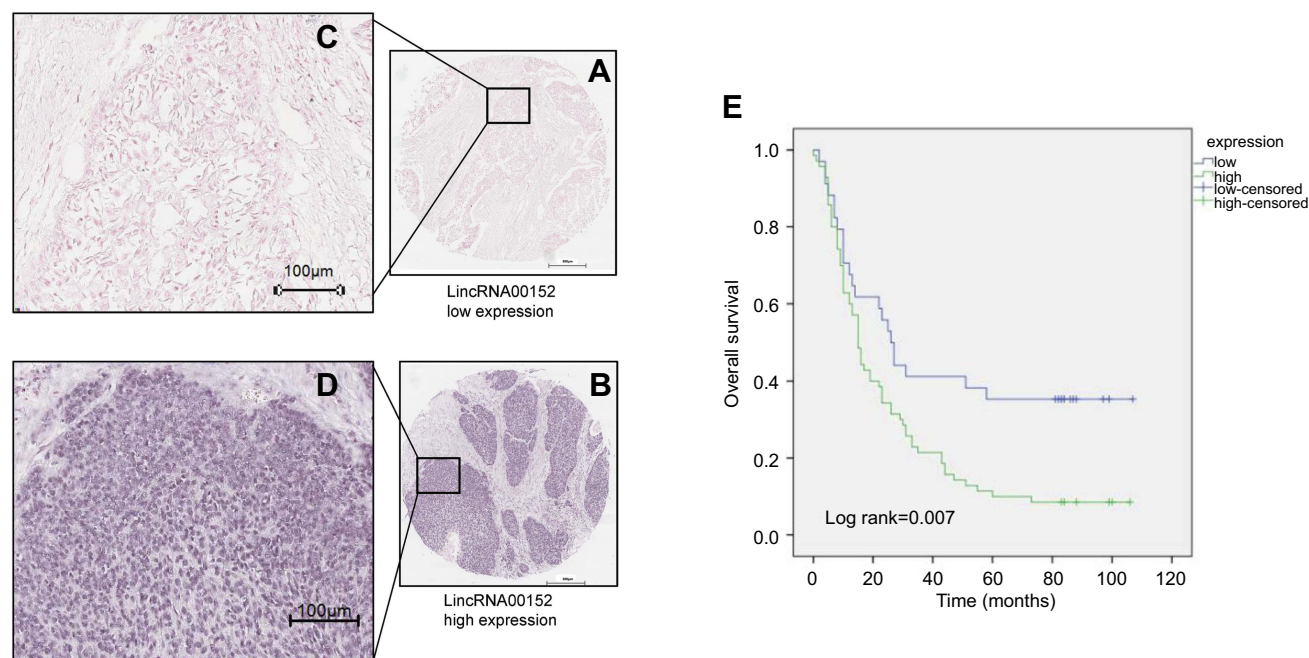 C
A
100µm
LincRNA00152
low expression
D
B
100µm
LincRNA00152
high expression
E
expression
low
high
low-censored
high-censored
Overall survival
1.0
0.8
0.6
0.4
0.2
0.0
Log rank=0.007
0 20 40 60 80 100 120
Time (months)